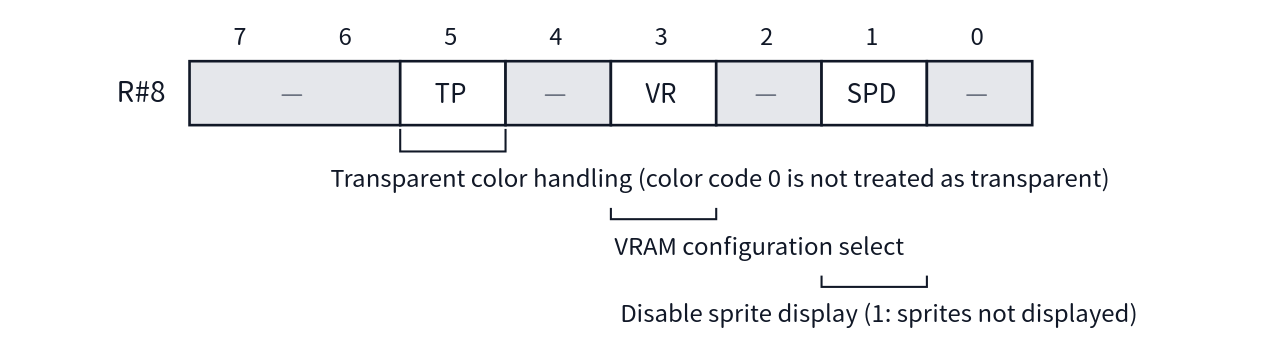 7 6 5 4 3 2 1 0
R#8 — TP — VR — SPD —
Transparent color handling (color code 0 is not treated as transparent)
VRAM configuration select
Disable sprite display (1: sprites not displayed)